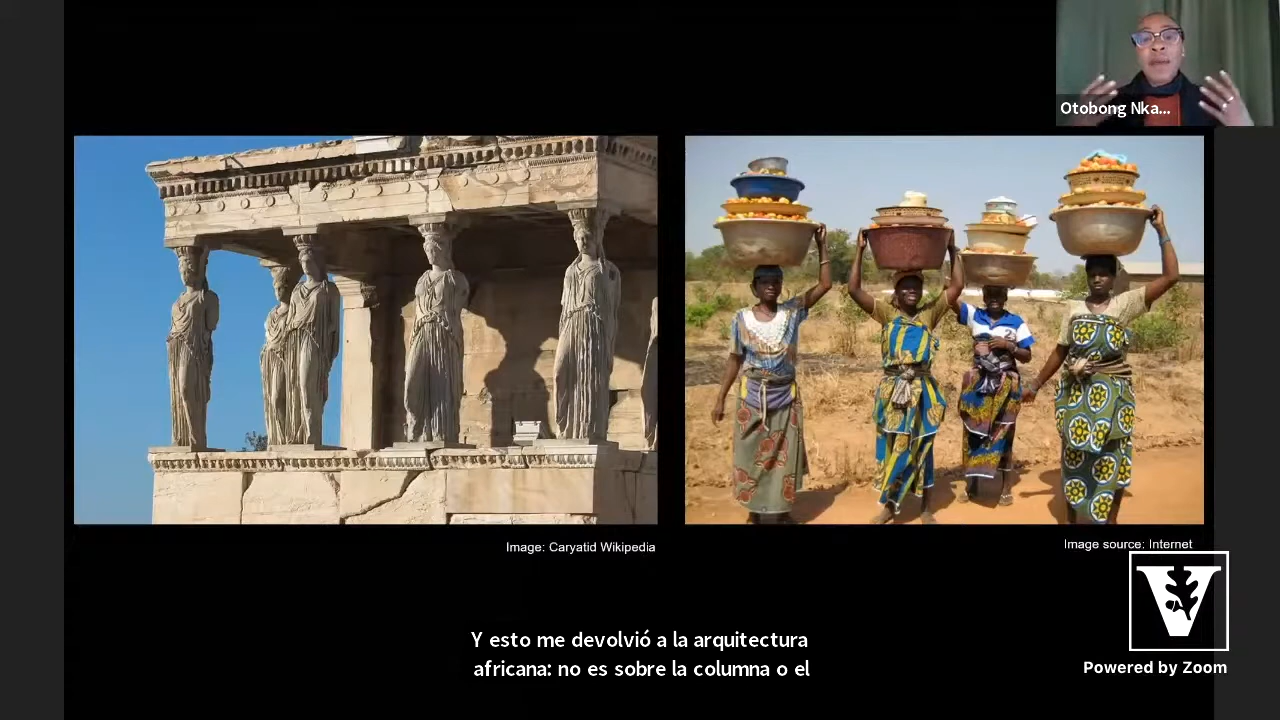 Otobong Nka...
Image: Caryatid Wikipedia
Image source: Internet
V
Powered by Zoom
Y esto me devolvió a la arquitectura
africana: no es sobre la columna o el